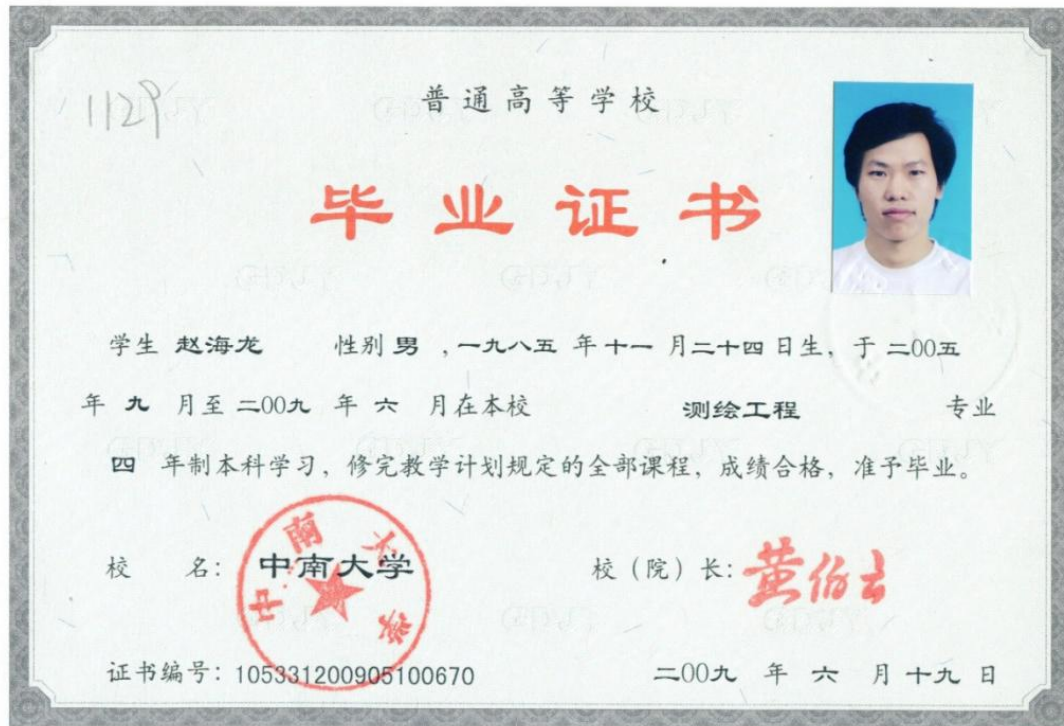 1129
普通高等学校
毕业证书
学生 赵海龙 性别 男 ,一九八五 年 十一 月 二十四 日生，于 二00五
年 九 月至 二00九 年 六 月在本校 测绘工程 专业
四 年制本科学习，修完教学计划规定的全部课程，成绩合格，准予毕业。
校 名： 中南大学 校（院）长： 黄伯云
中南大学
证书编号：105331200905100670 二00九 年 六 月 十九 日